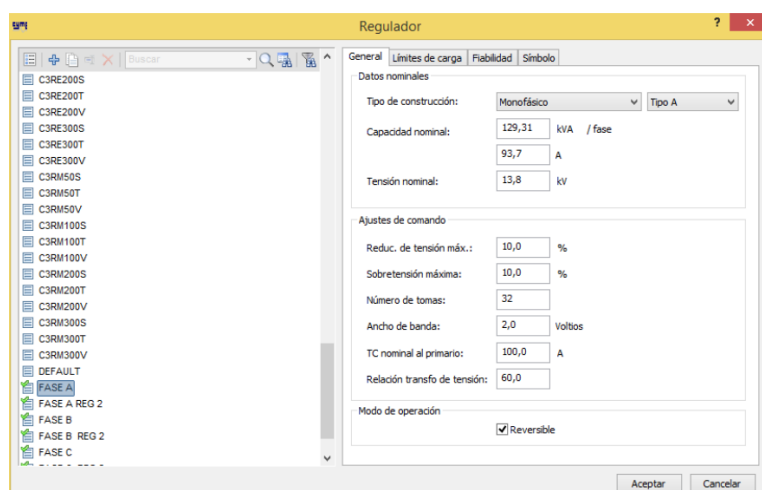 Regulador
?
×
Buscar
C3RE200S
C3RE200T
C3RE200V
C3RE300S
C3RE300T
C3RE300V
C3RM50S
C3RM50T
C3RM50V
C3RM100S
C3RM100T
C3RM100V
C3RM200S
C3RM200T
C3RM200V
C3RM300S
C3RM300T
C3RM300V
DEFAULT
FASE A
FASE A REG 2
FASE B
FASE B REG 2
FASE C
General Límites de carga Fiabilidad Símbolo
Datos nominales
Tipo de construcción: Monofásico Tipo A
Capacidad nominal: 129,31 kVA / fase
93,7 A
Tensión nominal: 13,8 kV
Ajustes de comando
Reduc. de tensión máx.: 10,0 %
Sobretensión máxima: 10,0 %
Número de tomas: 32
Ancho de banda: 2,0 Voltios
TC nominal al primario: 100,0 A
Relación transfo de tensión: 60,0
Modo de operación
Reversible
Aceptar Cancelar